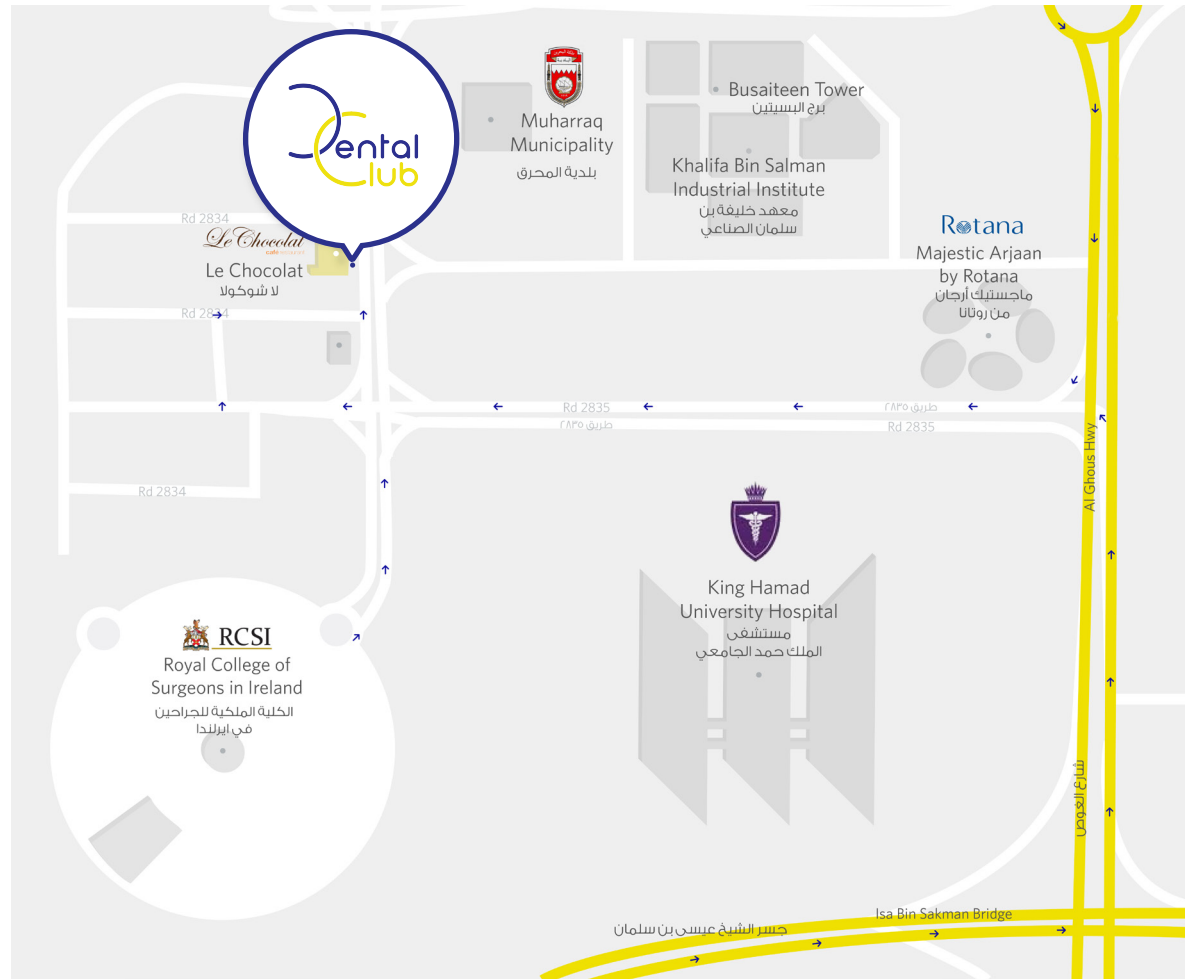 Dental
Club
Muharraq
Municipality
بلدية المحرق
Busaiteen Tower
برج البسيتين
Khalifa Bin Salman
Industrial Institute
معهد خليفة بن
سلمان الصناعي
Rotana
Majestic Arjaan
by Rotana
ماجستيك أرجان
من روتانا
Rd 2834
Le Chocolat
Le Chocolat
لا شوكولا
Rd 2834
Rd 2835
طريق ٢٨٣٥
طريق ٢٨٣٥
Rd 2835
Rd 2834
Al Ghous Hwy
King Hamad
University Hospital
مستشفى
الملك حمد الجامعي
RCSI
Royal College of
Surgeons in Ireland
الكلية الملكية للجراحين
في ايرلندا
شارع الغوص
Isa Bin Sakman Bridge
جسر الشيخ عيسى بن سلمان